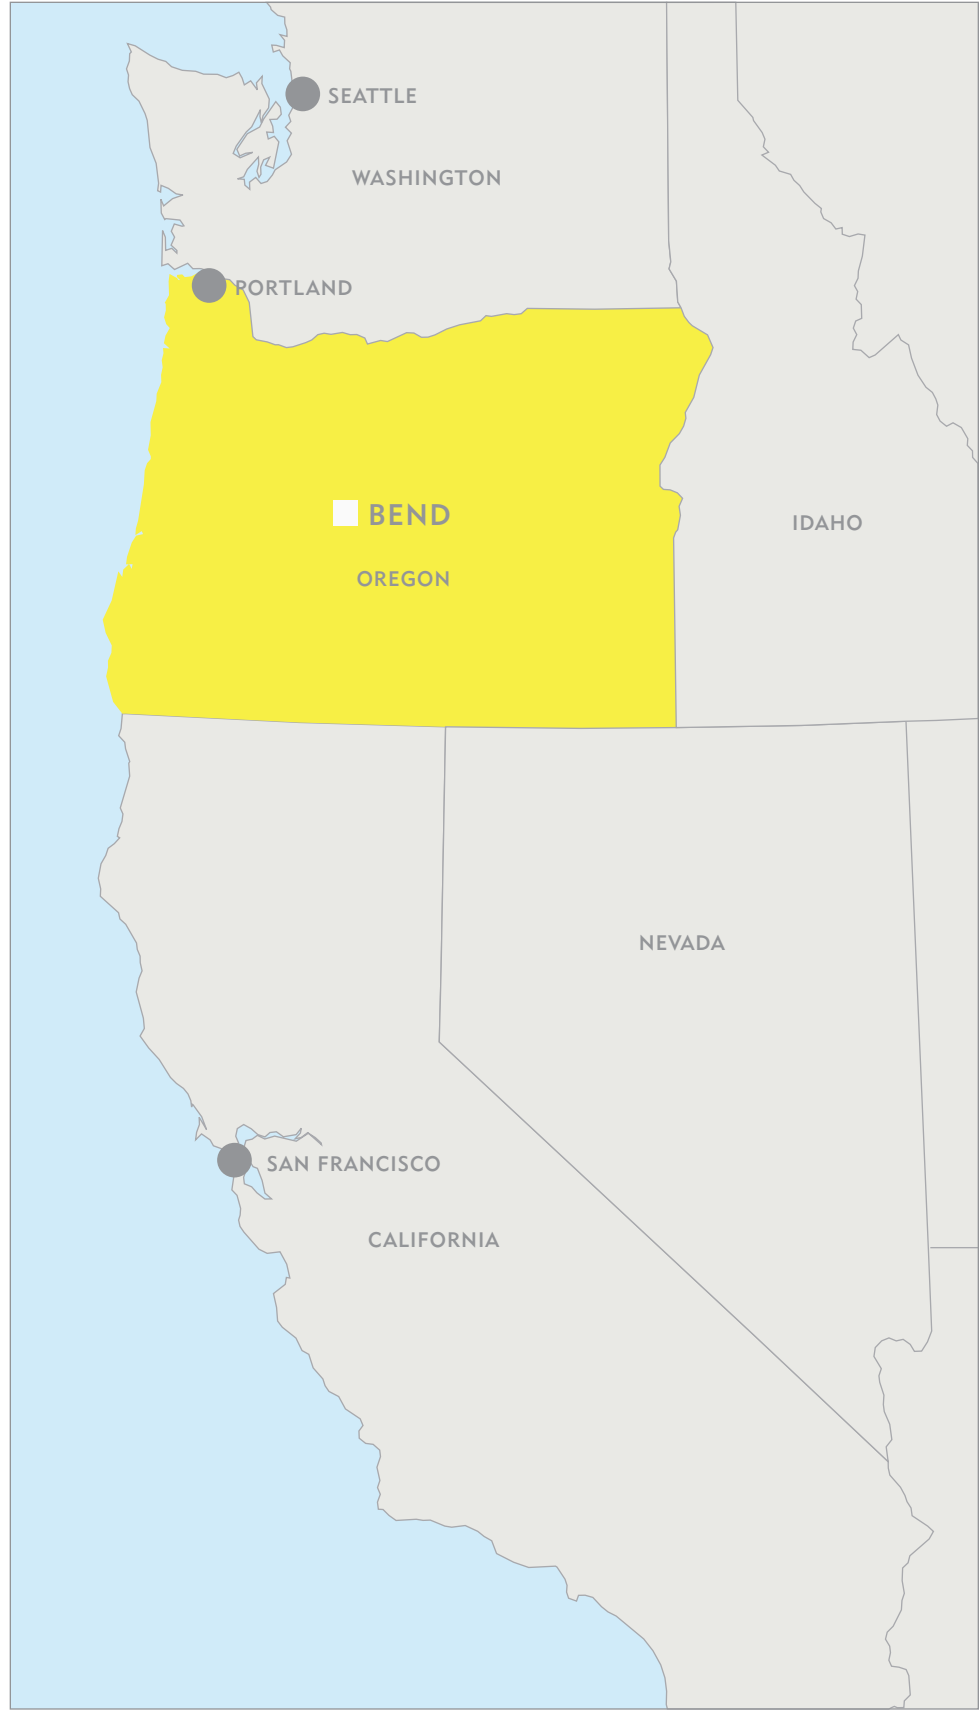 SEATTLE
WASHINGTON
PORTLAND
BEND
IDAHO
OREGON
NEVADA
SAN FRANCISCO
CALIFORNIA